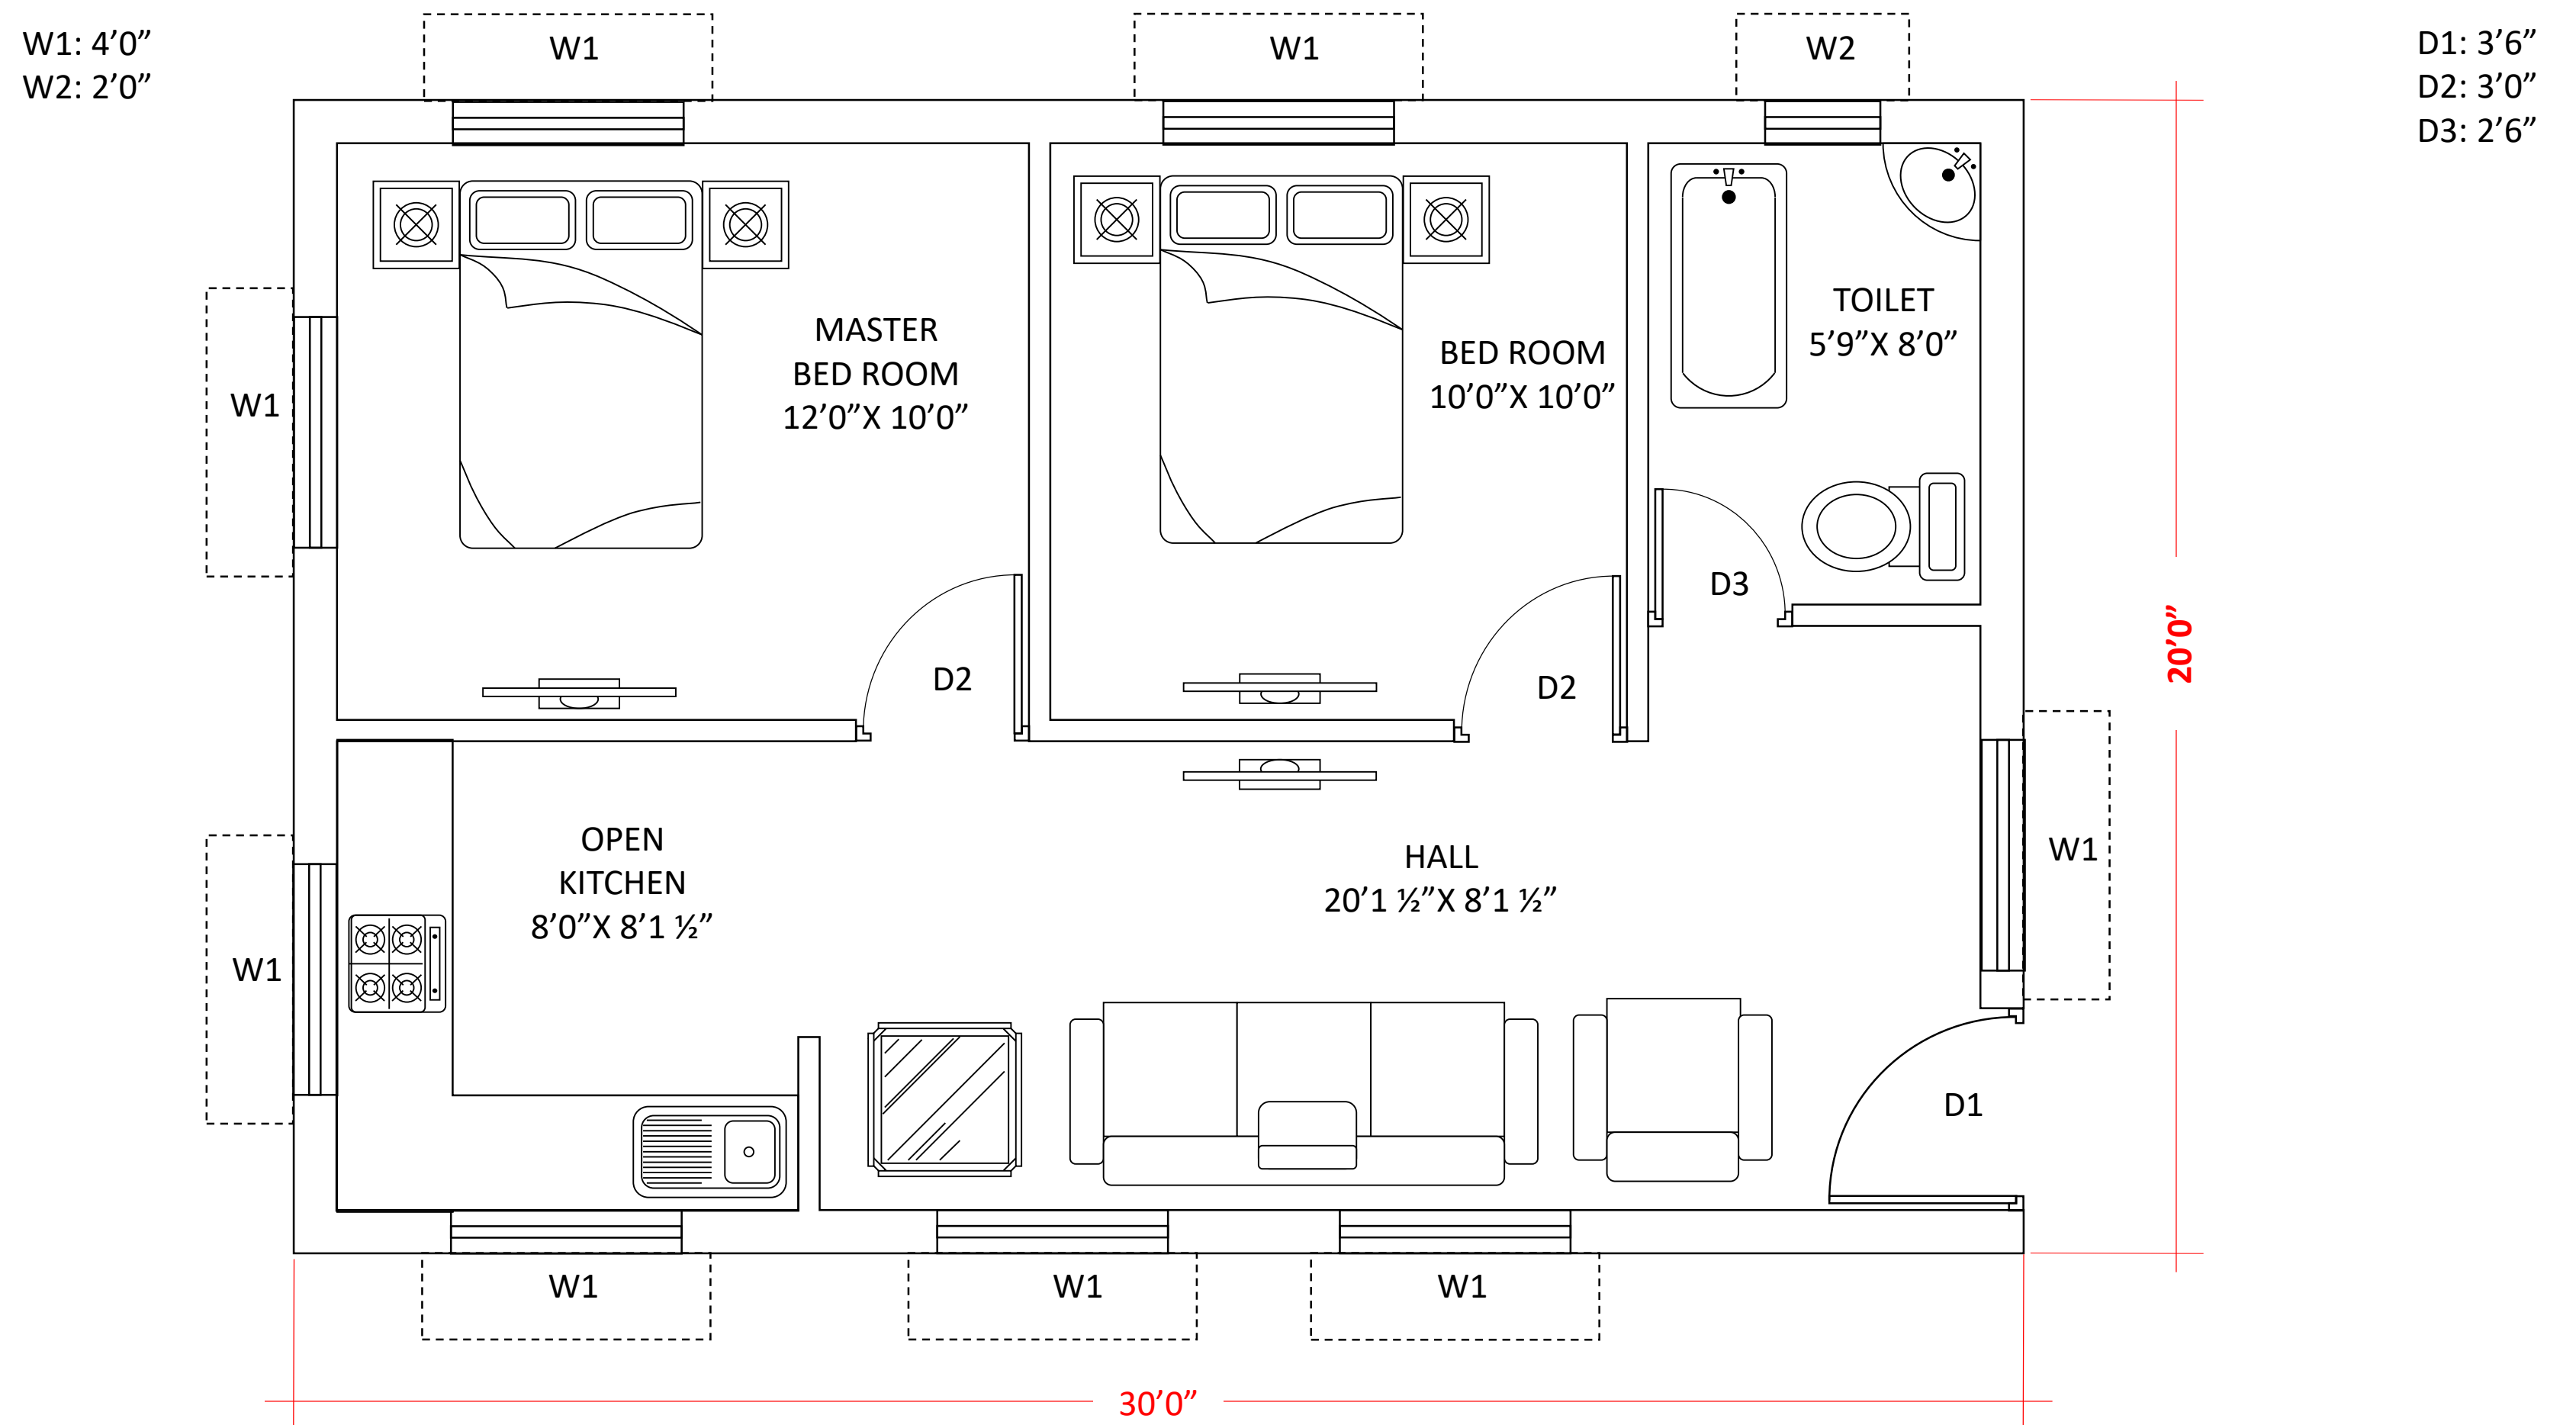 W1: 4’0”
W2: 2’0”
W1
W1
W2
D1: 3’6”
D2: 3’0”
D3: 2’6”
MASTER
BED ROOM
12’0”X 10’0”
BED ROOM
10’0”X 10’0”
TOILET
5’9”X 8’0”
W1
D3
D2
D2
20’0”
OPEN
KITCHEN
8’0”X 8’1 ½”
HALL
20’1 ½”X 8’1 ½”
W1
W1
D1
W1
W1
W1
30’0”